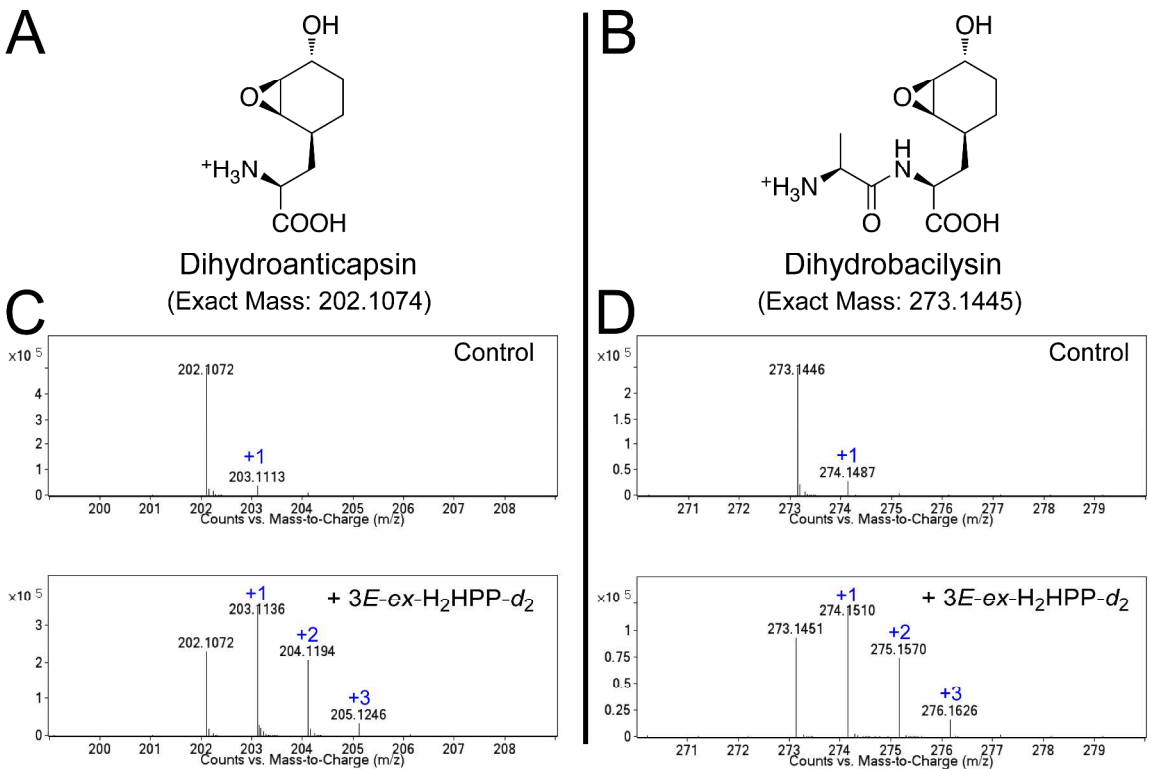 A
OH
O
⁺H₃N
COOH
Dihydroanticapsin
(Exact Mass: 202.1074)
B
OH
O
H
N
⁺H₃N
O
COOH
Dihydrobacilysin
(Exact Mass: 273.1445)
C
x10 5
Control
202.1072
4
3
2
1
0
+1
203.1113
200 201 202 203 204 205 206 207 208
Counts vs. Mass-to-Charge (m/z)
x10 5
+ 3E-ex-H₂HPP-d₂
+1
203.1136
202.1072
+2
204.1194
+3
205.1246
3
2
1
0
200 201 202 203 204 205 206 207 208
Counts vs. Mass-to-Charge (m/z)
D
x10 5
Control
273.1446
2
1.5
1
0.5
0
+1
274.1487
271 272 273 274 275 276 277 278 279
Counts vs. Mass-to-Charge (m/z)
x10 5
+ 3E-ex-H₂HPP-d₂
+1
274.1510
273.1451
+2
275.1570
+3
276.1626
1
0.75
0.5
0.25
0
271 272 273 274 275 276 277 278 279
Counts vs. Mass-to-Charge (m/z)